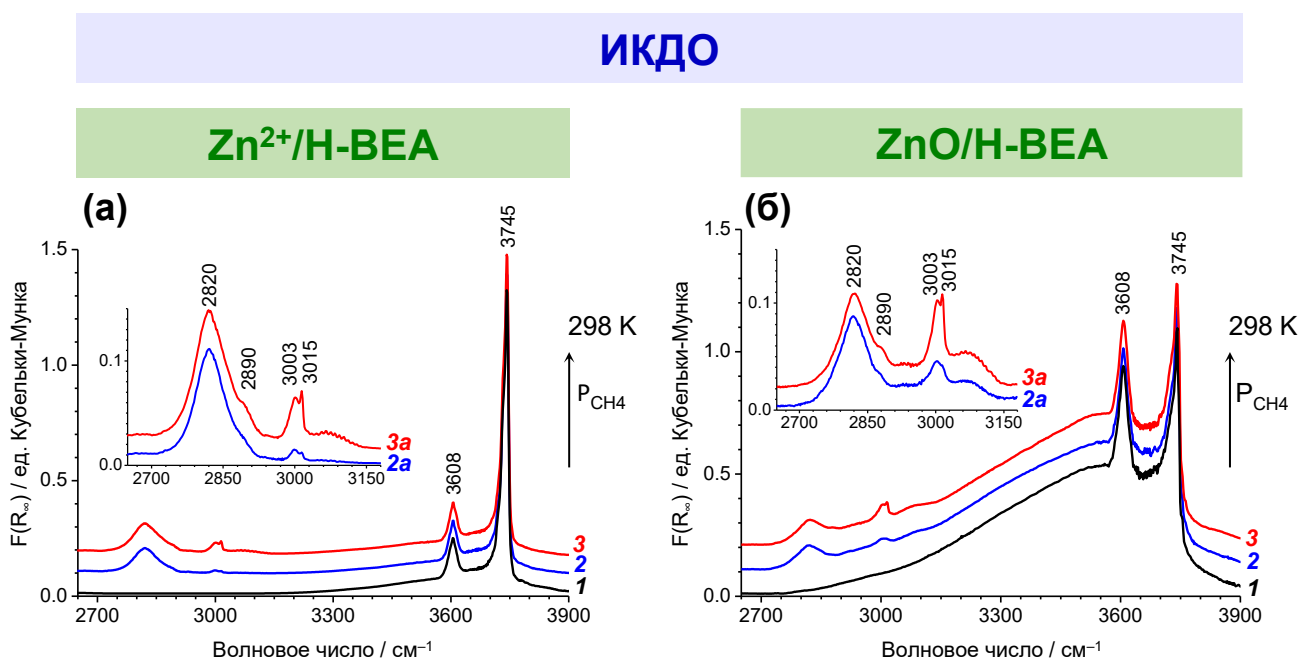 ИКДО
Zn²⁺/H-BEA
ZnO/H-BEA
(а)
F(R∞) / ед. Кубельки-Мунка
1.5
1.0
0.5
0.0
2700 3000 3300 3600 3900
Волновое число / см⁻¹
3608
3745
298 K
P_CH4
3
2
1
0.1
0.0
2700 2850 3000 3150
2820
2890
3003
3015
3a
2a
(б)
F(R∞) / ед. Кубельки-Мунка
1.5
1.0
0.5
0.0
2700 3000 3300 3600 3900
Волновое число / см⁻¹
3608
3745
298 K
P_CH4
3
2
1
0.1
0.0
2700 2850 3000 3150
2820
2890
3003
3015
3a
2a